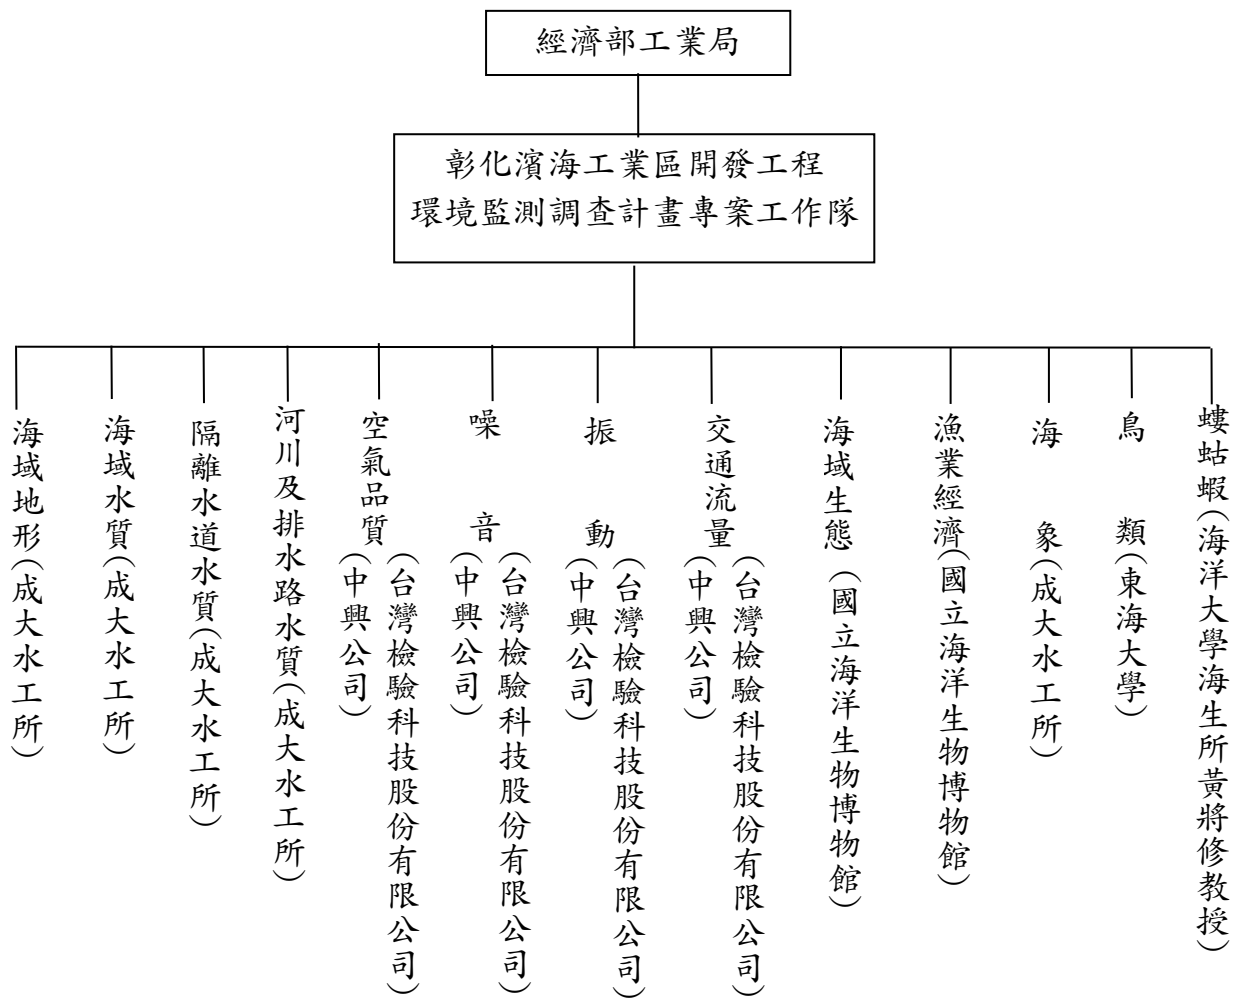 經濟部工業局
彰化濱海工業區開發工程
環境監測調查計畫專案工作隊
海域地形(成大水工所)
海域水質(成大水工所)
隔離水道水質(成大水工所)
河川及排水路水質(成大水工所)
空氣品質
(中興公司)
(台灣檢驗科技股份有限公司)
噪音
(中興公司)
(台灣檢驗科技股份有限公司)
振動
(中興公司)
(台灣檢驗科技股份有限公司)
交通流量
(中興公司)
(台灣檢驗科技股份有限公司)
海域生態(國立海洋生物博物館)
漁業經濟(國立海洋生物博物館)
海象(成大水工所)
鳥類(東海大學)
螻蛄蝦(海洋大學海生所黃將修教授)